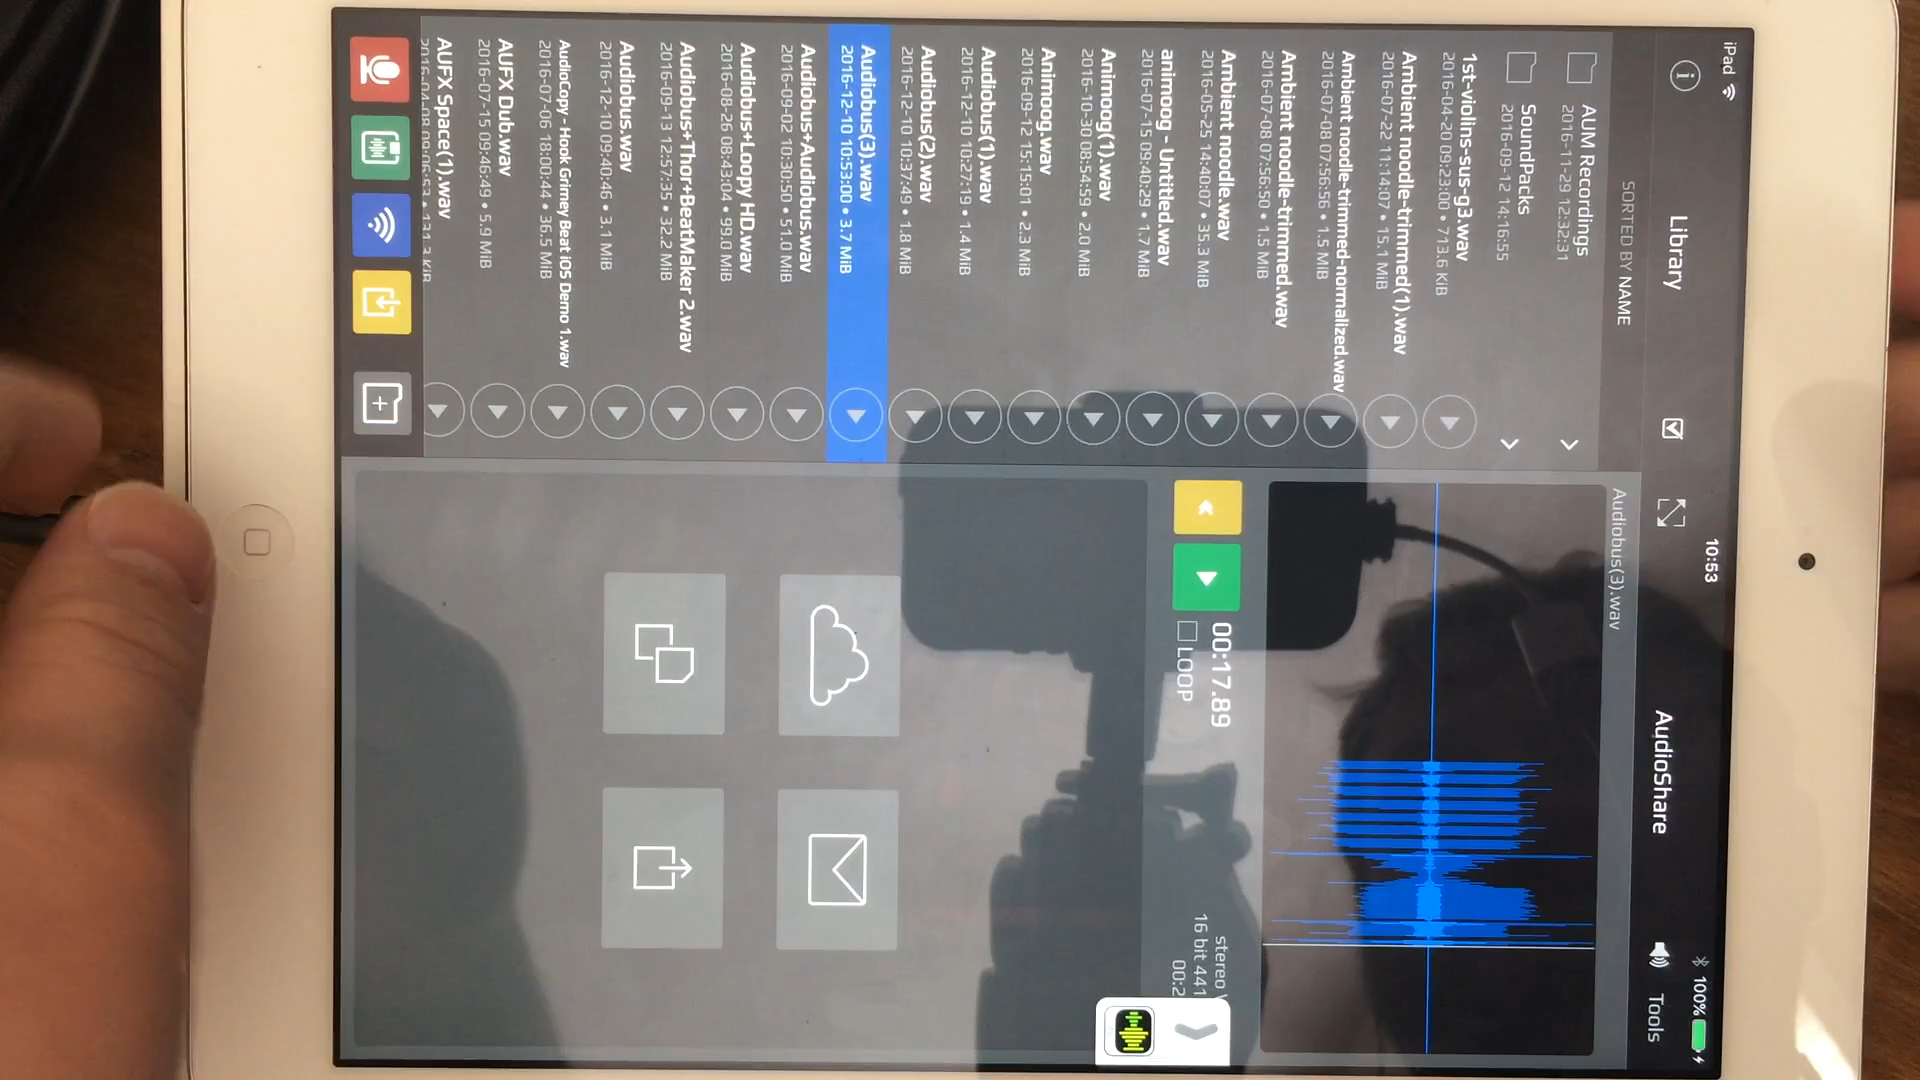 iPad
10:53
100%
Library
AudioShare
Tools
SORTED BY NAME
AUM Recordings
2016-11-29 12:32:31
SoundPacks
2016-09-12 14:16:55
1st-violins-sus-g3.wav
2016-04-20 09:23:00 • 713.6 KiB
Ambient noodle-trimmed(1).wav
2016-07-22 11:14:07 • 15.1 MiB
Ambient noodle-trimmed-normalized.wav
2016-07-08 07:56:56 • 1.5 MiB
Ambient noodle-trimmed.wav
2016-07-08 07:56:50 • 1.5 MiB
Ambient noodle.wav
2016-05-25 14:40:07 • 35.3 MiB
animoog - Untitled.wav
2016-07-15 09:40:29 • 1.7 MiB
Animoog(1).wav
2016-10-30 08:54:59 • 2.0 MiB
Animoog.wav
2016-09-12 15:15:01 • 2.3 MiB
Audiobus(1).wav
2016-12-10 10:27:19 • 1.4 MiB
Audiobus(2).wav
2016-12-10 10:37:49 • 1.8 MiB
Audiobus(3).wav
2016-12-10 10:53:00 • 3.7 MiB
Audiobus+Audiobus.wav
2016-09-02 10:30:50 • 51.0 MiB
Audiobus+Loopy HD.wav
2016-08-26 08:43:04 • 99.0 MiB
Audiobus+Thor+BeatMaker 2.wav
2016-09-13 12:57:35 • 32.2 MiB
Audiobus.wav
2016-12-10 09:40:46 • 3.1 MiB
AudioCopy - Hook Grimey Beat iOS Demo 1.wav
2016-07-06 18:00:44 • 36.5 MiB
AUFX Dub.wav
2016-07-15 09:46:49 • 5.9 MiB
AUFX Space(1).wav
2016-04-08 09:06:53 • 131.3 KiB
Audiobus(3).wav
00:17.89
LOOP
stereo
16 bit 441
00:2